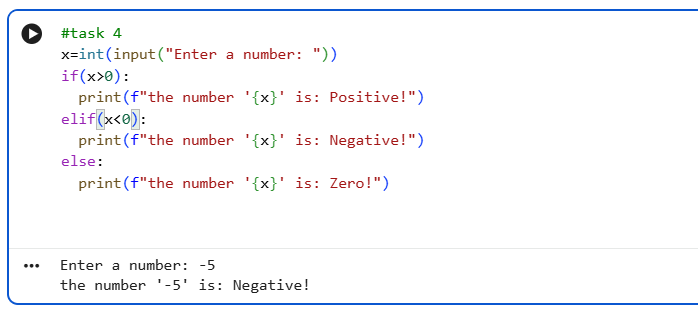 #task 4
x=int(input("Enter a number: "))
if(x>0):
  print(f"the number '{x}' is: Positive!")
elif(x<0):
  print(f"the number '{x}' is: Negative!")
else:
  print(f"the number '{x}' is: Zero!")
Enter a number: -5
the number '-5' is: Negative!